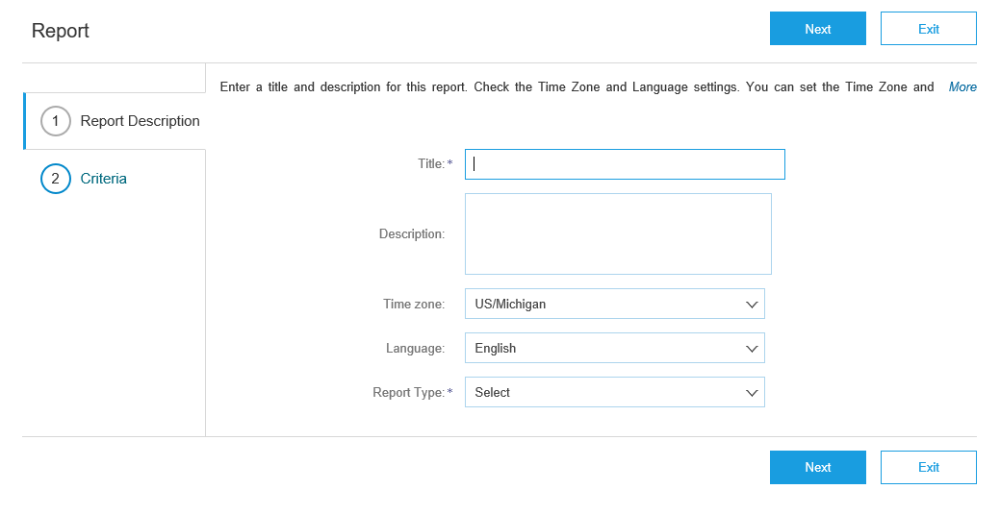 Report
Next
Exit
Enter a title and description for this report. Check the Time Zone and Language settings. You can set the Time Zone and More
1 Report Description
2 Criteria
Title:*
Description:
Time zone: US/Michigan
Language: English
Report Type:* Select
Next
Exit